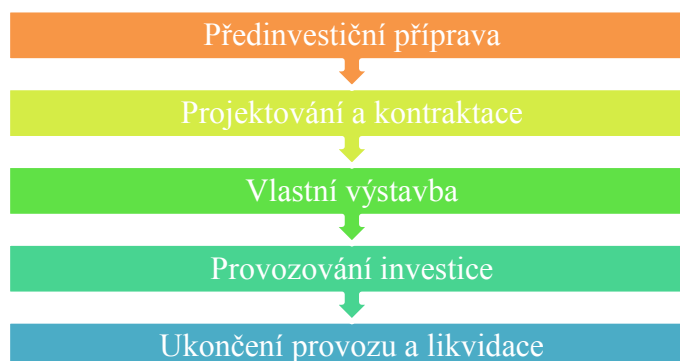 Předinvestiční příprava
Projektování a kontraktace
Vlastní výstavba
Provozování investice
Ukončení provozu a likvidace